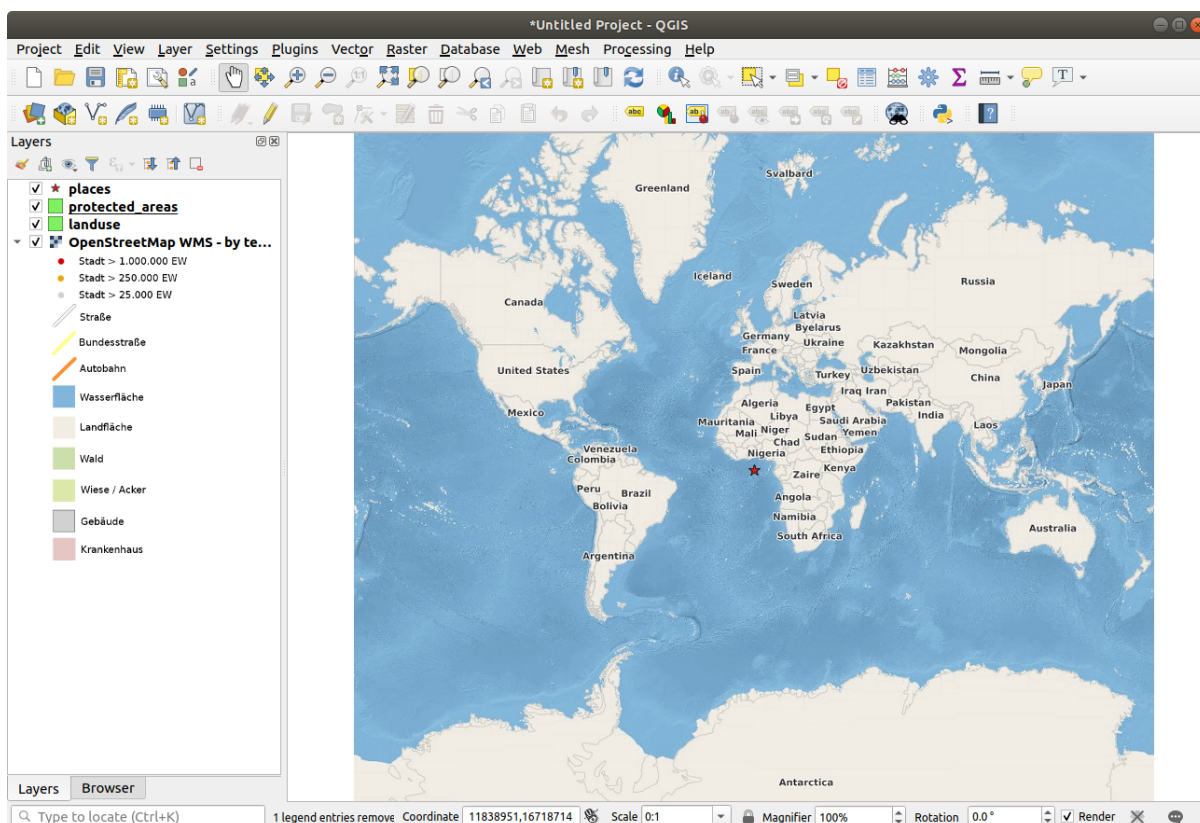 *Untitled Project - QGIS
Project Edit View Layer Settings Plugins Vector Raster Database Web Mesh Processing Help
Layers
places
protected_areas
landuse
OpenStreetMap WMS - by te...
Stadt > 1.000.000 EW
Stadt > 250.000 EW
Stadt > 25.000 EW
Straße
Bundesstraße
Autobahn
Wasserfläche
Landfläche
Wald
Wiese / Acker
Gebäude
Krankenhaus
Layers Browser
Svalbard
Greenland
Iceland
Sweden
Russia
Canada
Latvia
Byelarus
Germany
Ukraine
France
Kazakhstan
Mongolia
United States
Spain
Turkey
Uzbekistan
China
Japan
Iraq Iran
Mexico
Algeria
Egypt
Pakistan
Libya
India
Mauritania
Saudi Arabia
Laos
Mali Niger
Yemen
Chad Sudan
Venezuela
Nigeria
Ethiopia
Colombia
Zaire
Kenya
Peru
Brazil
Angola
Bolivia
Namibia
Australia
South Africa
Argentina
Antarctica
Type to locate (Ctrl+K) 1 legend entries remove Coordinate 11838951,16718714 Scale 0:1 Magnifier 100% Rotation 0.0 ° Render